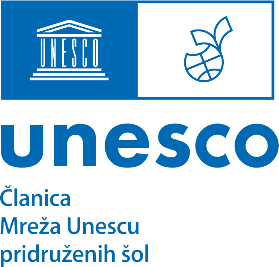 UNESCO
unesco
Članica
Mreža Unescu
pridruženih šol